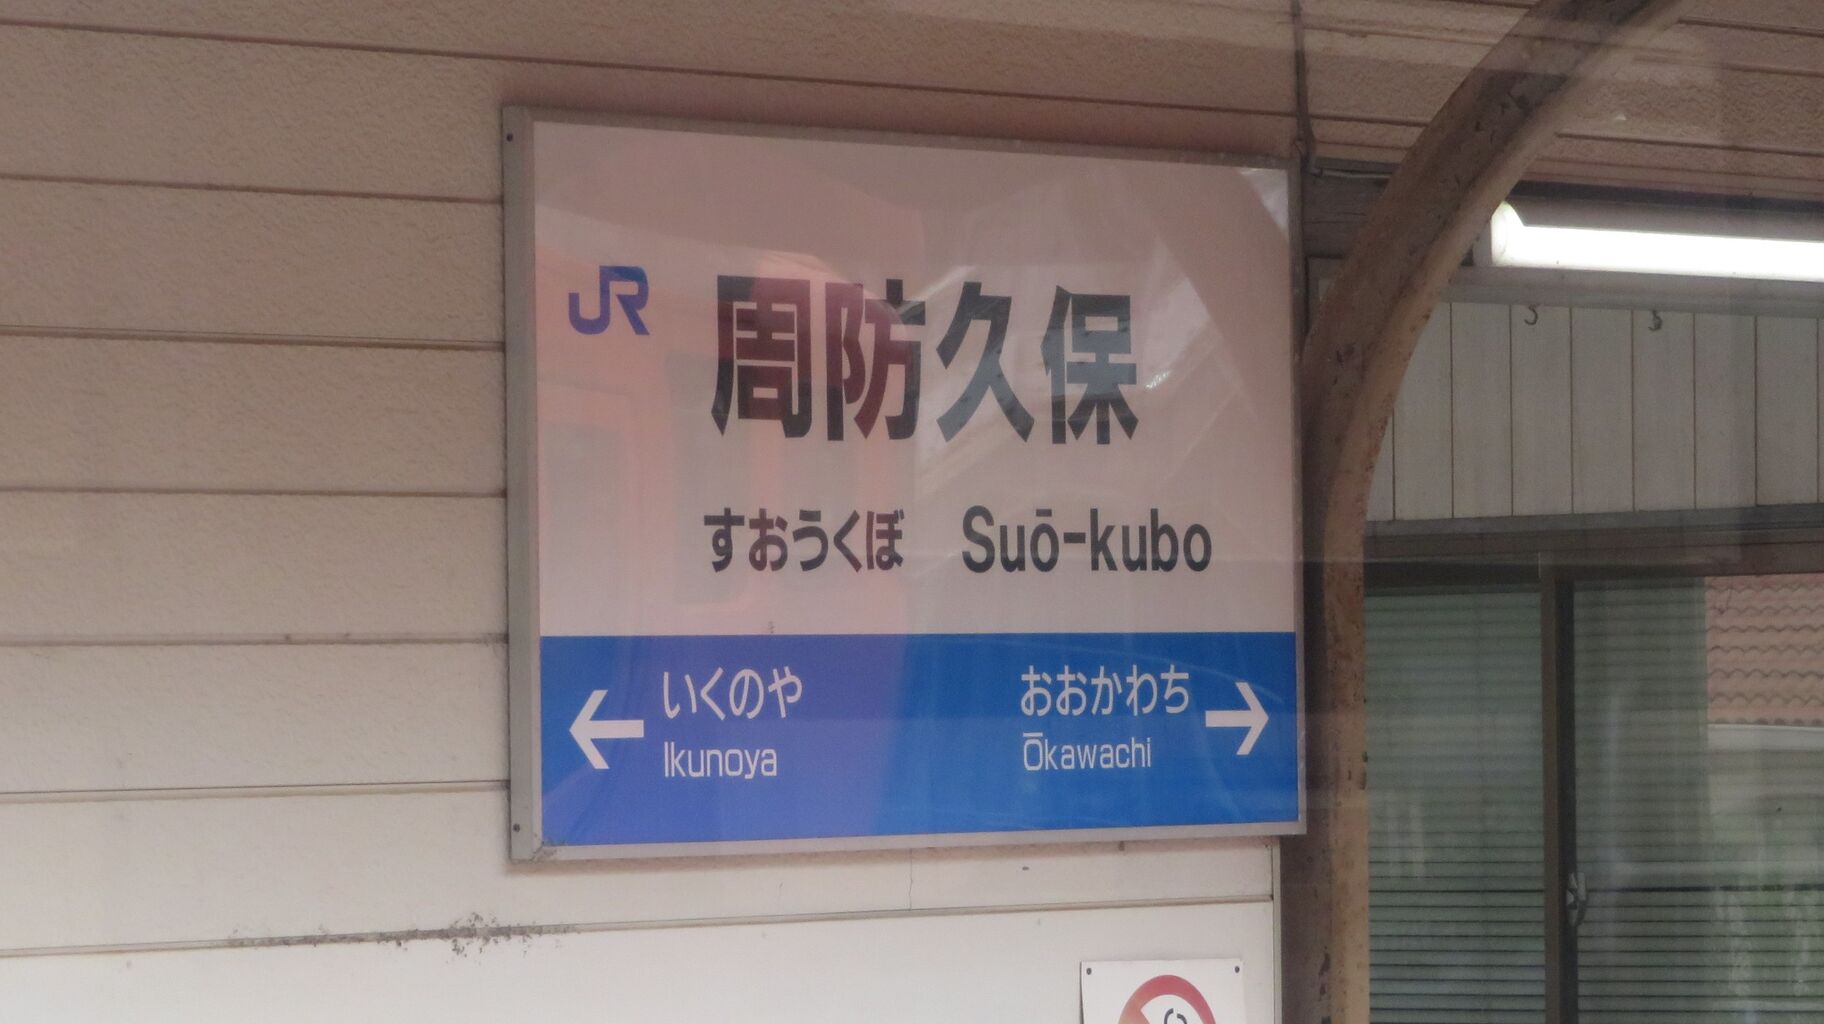 JR 周防久保
すおうくぼ Suō-kubo
← いくのや おおかわち →
Ikunoya Ōkawachi